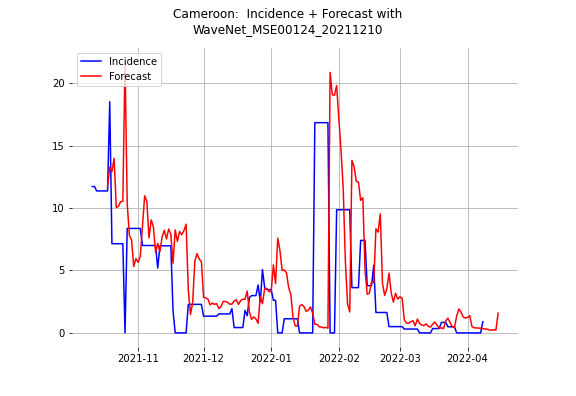 Cameroon:  Incidence + Forecast with
WaveNet_MSE00124_20211210
Incidence
Forecast
20
15
10
5
0
2021-11
2021-12
2022-01
2022-02
2022-03
2022-04